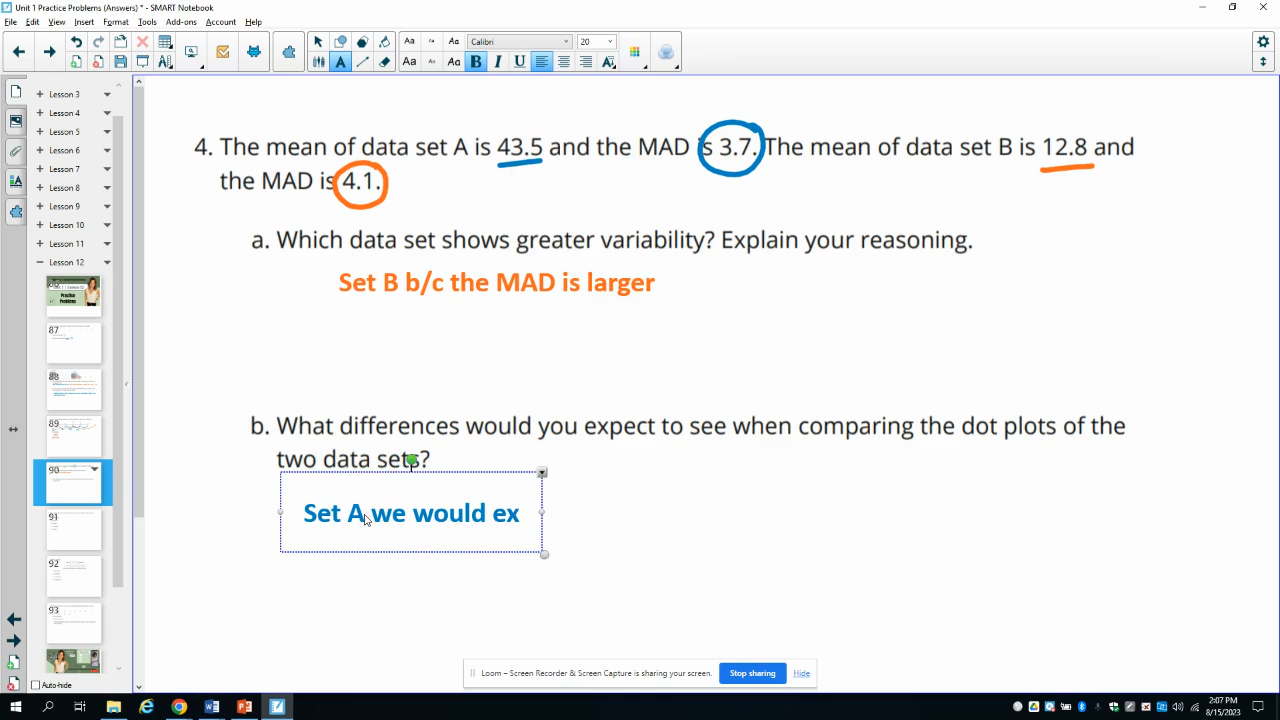 Unit 1 Practice Problems (Answers) * - SMART Notebook
File Edit View Insert Format Tools Add-ons Account Help
Calibri 20
Lesson 3
Lesson 4
Lesson 5
Lesson 6
Lesson 7
Lesson 8
Lesson 9
Lesson 10
Lesson 11
Lesson 12
Practice
Problems
87
88
89
90
91
92
93
Auto-hide
4. The mean of data set A is 43.5 and the MAD is 3.7. The mean of data set B is 12.8 and
the MAD is 4.1.
a. Which data set shows greater variability? Explain your reasoning.
Set B b/c the MAD is larger
b. What differences would you expect to see when comparing the dot plots of the
two data sets?
Set A we would ex
Loom – Screen Recorder & Screen Capture is sharing your screen. Stop sharing Hide
2:07 PM
8/15/2023